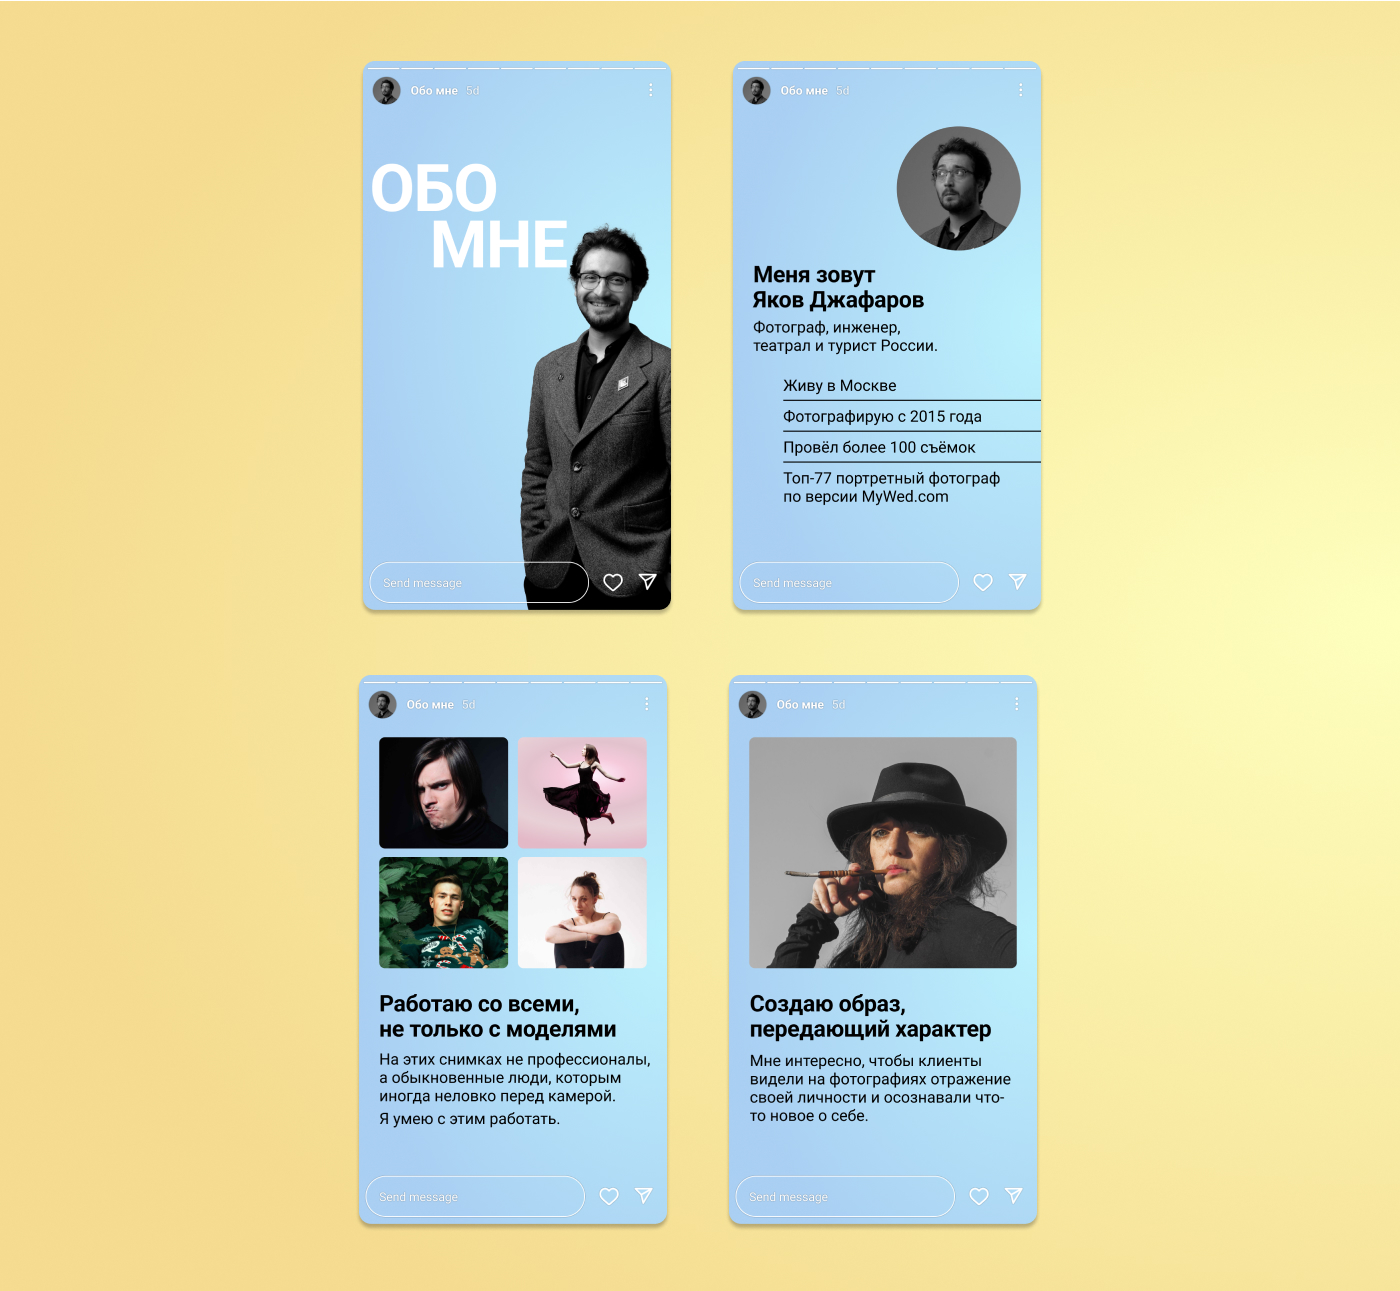 Обо мне 5d
ОБО
МНЕ
Send message
Обо мне 5d
Меня зовут
Яков Джафаров
Фотограф, инженер,
театрал и турист России.
Живу в Москве
Фотографирую с 2015 года
Провёл более 100 съёмок
Топ-77 портретный фотограф
по версии MyWed.com
Send message
Обо мне 5d
Работаю со всеми,
не только с моделями
На этих снимках не профессионалы,
а обыкновенные люди, которым
иногда неловко перед камерой.
Я умею с этим работать.
Send message
Обо мне 5d
Создаю образ,
передающий характер
Мне интересно, чтобы клиенты
видели на фотографиях отражение
своей личности и осознавали что-
то новое о себе.
Send message